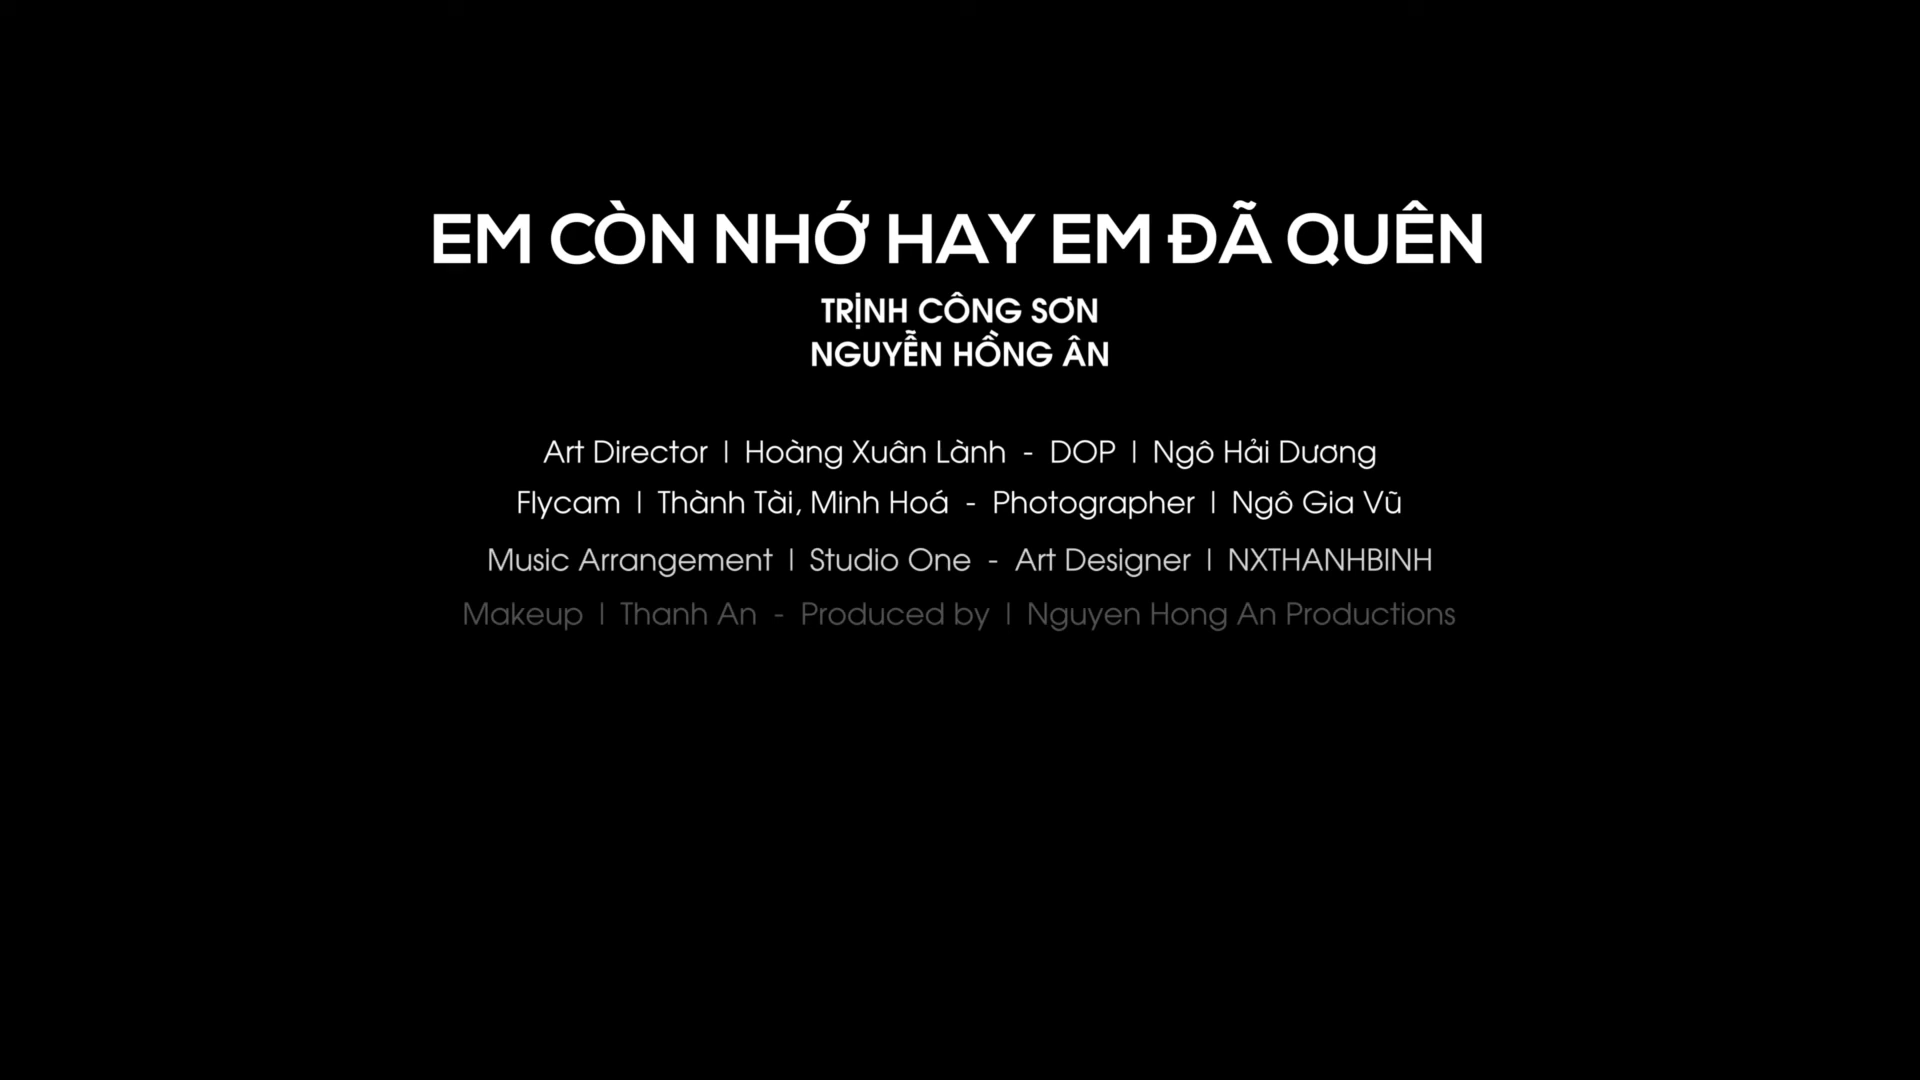 EM CÒN NHỚ HAY EM ĐÃ QUÊN
TRỊNH CÔNG SƠN
NGUYỄN HỒNG ÂN
Art Director | Hoàng Xuân Lành - DOP | Ngô Hải Dương
Flycam | Thành Tài, Minh Hoá - Photographer | Ngô Gia Vũ
Music Arrangement | Studio One - Art Designer | NXTHANHBINH
Makeup | Thanh An - Produced by | Nguyen Hong An Productions